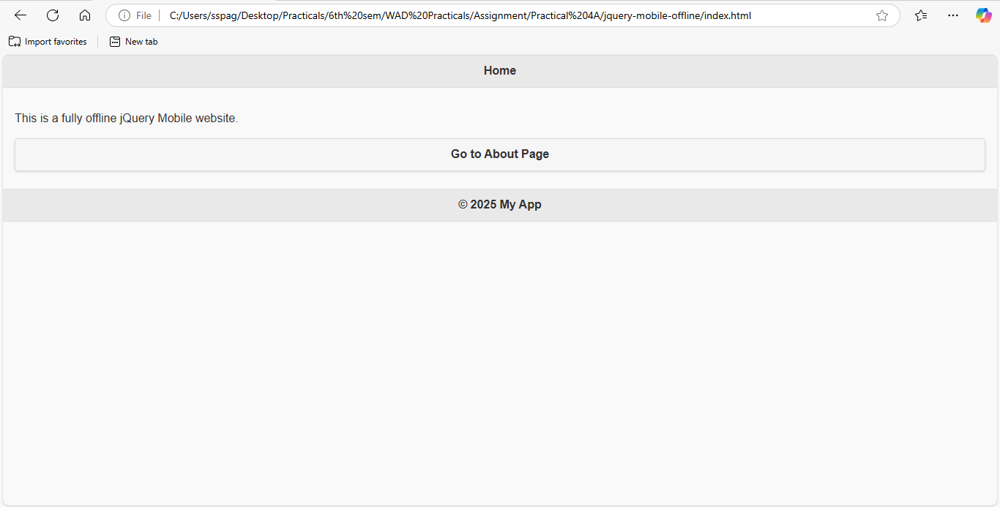 File
C:/Users/sspag/Desktop/Practicals/6th%20sem/WAD%20Practicals/Assignment/Practical%204A/jquery-mobile-offline/index.html
Import favorites
New tab
Home
This is a fully offline jQuery Mobile website.
Go to About Page
© 2025 My App